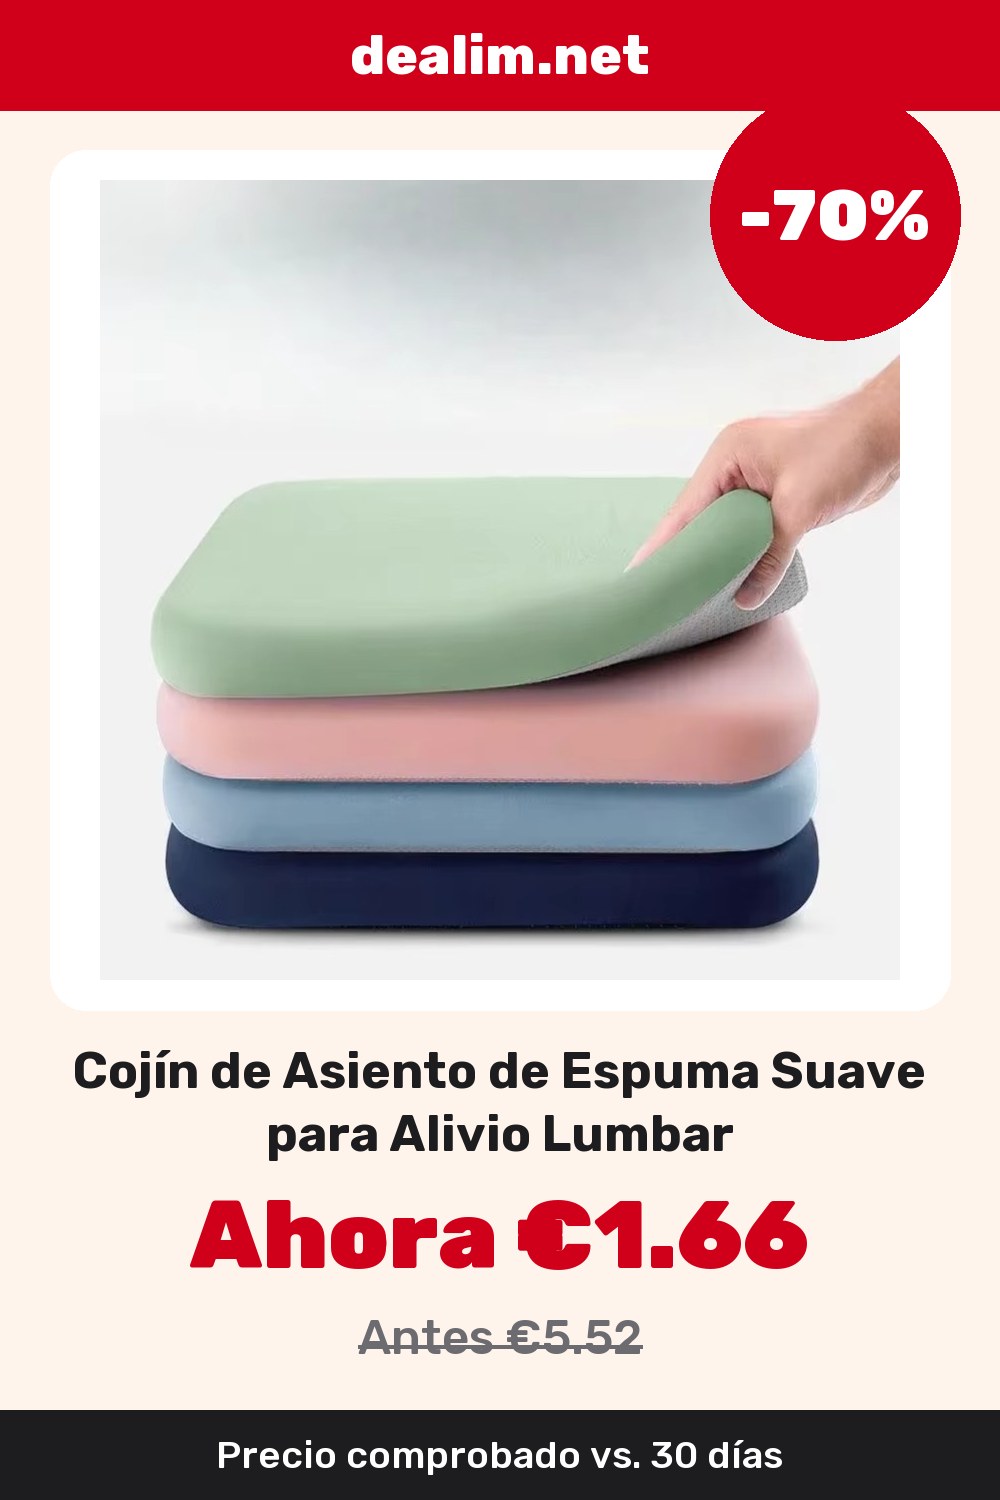 dealim.net
-70%
Cojín de Asiento de Espuma Suave
para Alivio Lumbar
Ahora €1.66
Antes €5.52
Precio comprobado vs. 30 días